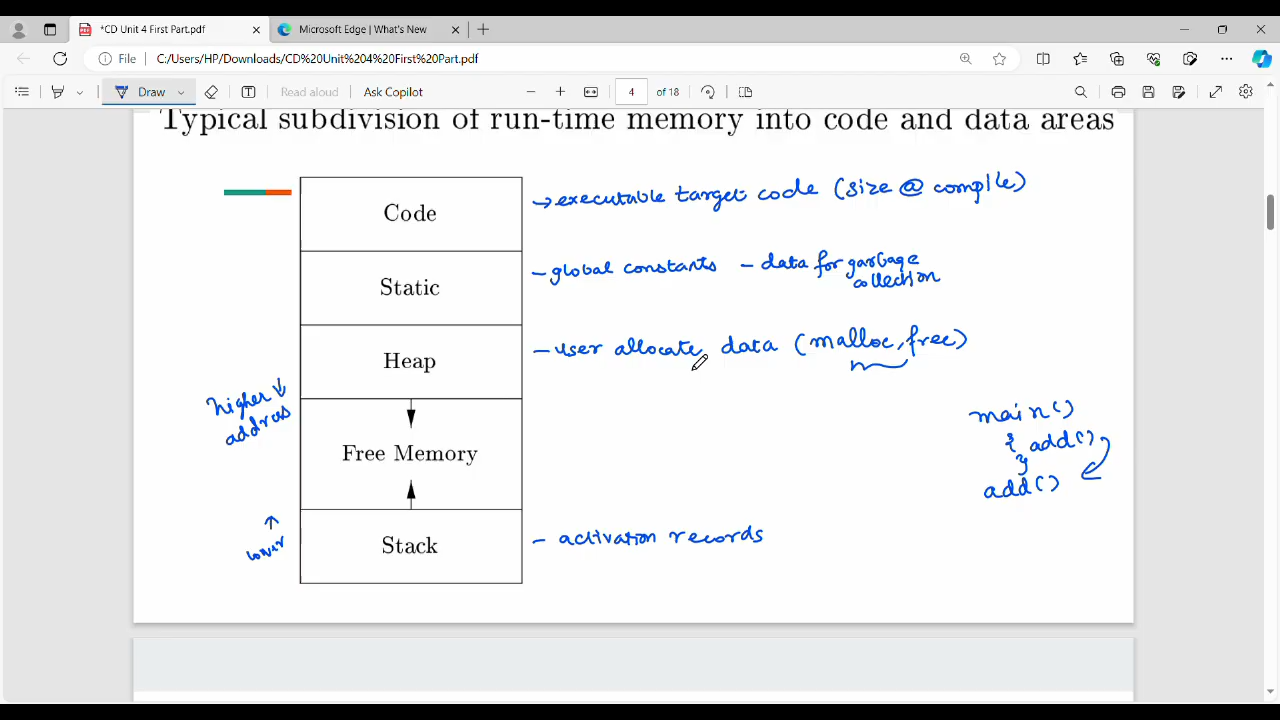 *CD Unit 4 First Part.pdf
Microsoft Edge | What's New
File
C:/Users/HP/Downloads/CD%20Unit%204%20First%20Part.pdf
Draw
Read aloud
Ask Copilot
4 of 18
Typical subdivision of run-time memory into code and data areas
Code
→ executable target code (size @ compile)
Static
- global constants - data for garbage
collection
Heap
- user allocate data (malloc, free)
higher ↓
address
Free Memory
main()
{ add()
}
add()
↑
lower
Stack
- activation records